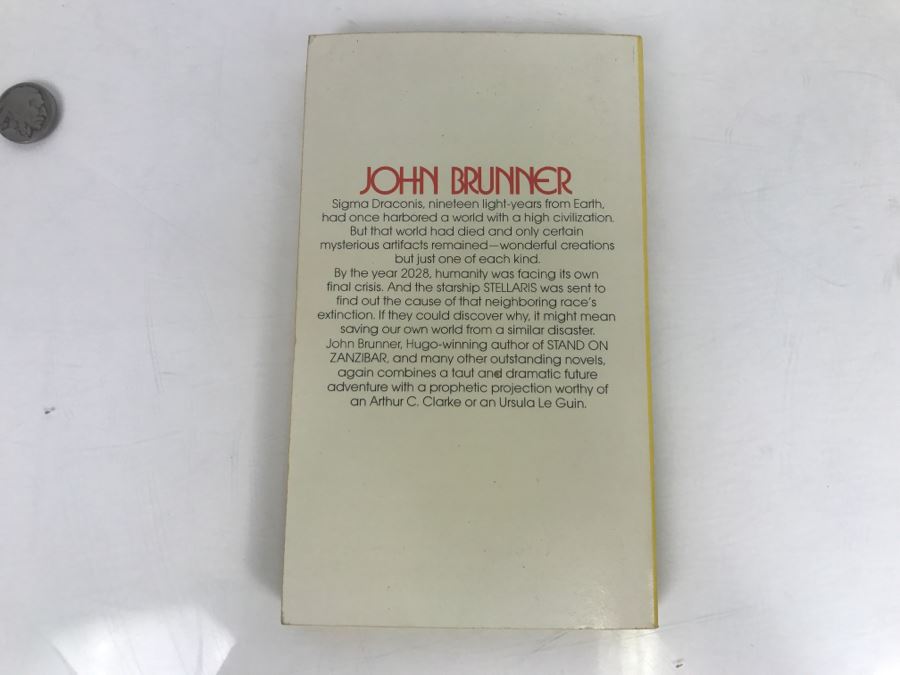 JOHN BRUNNER
Sigma Draconis, nineteen light-years from Earth,
had once harbored a world with a high civilization.
But that world had died and only certain
mysterious artifacts remained—wonderful creations
but just one of each kind.
By the year 2028, humanity was facing its own
final crisis. And the starship STELLARIS was sent to
find out the cause of that neighboring race's
extinction. If they could discover why, it might mean
saving our own world from a similar disaster.
John Brunner, Hugo-winning author of STAND ON
ZANZIBAR, and many other outstanding novels,
again combines a taut and dramatic future
adventure with a prophetic projection worthy of
an Arthur C. Clarke or an Ursula Le Guin.